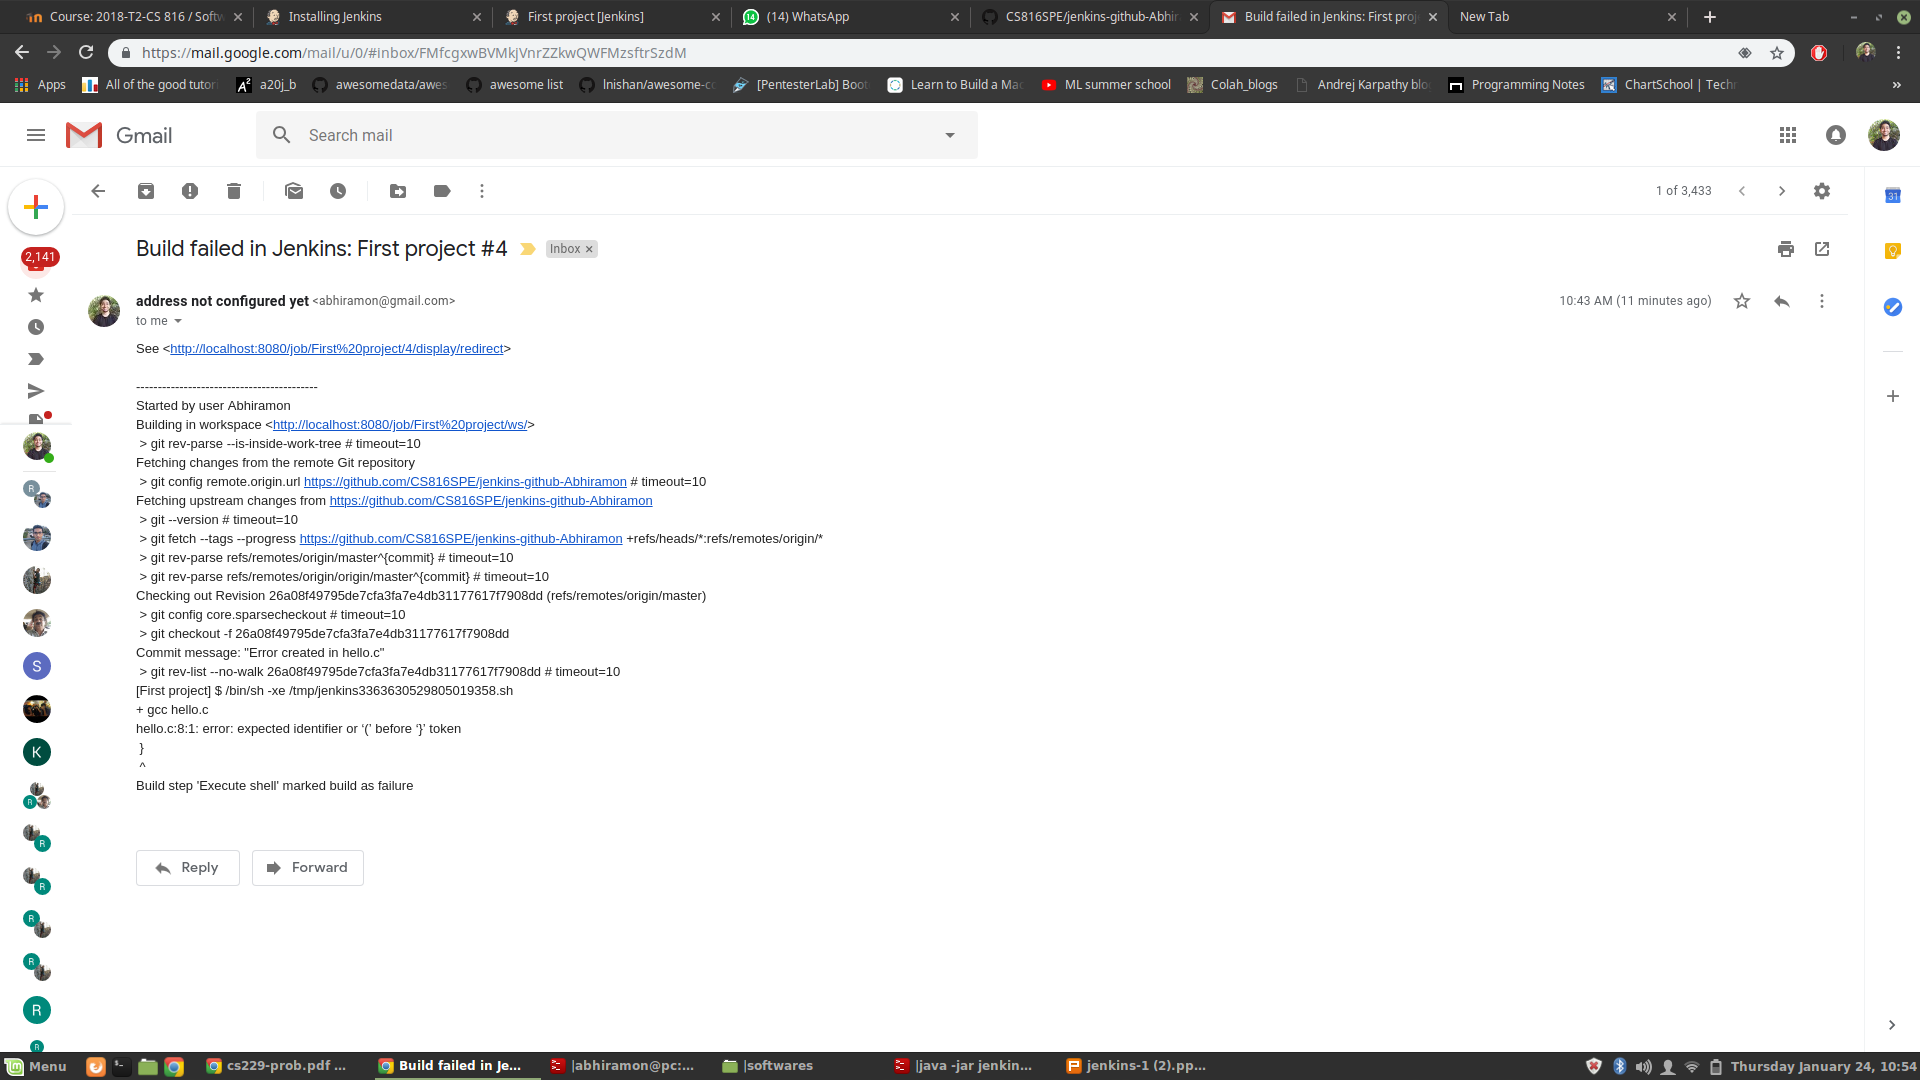 Course: 2018-T2-CS 816 / Softw
Installing Jenkins
First project [Jenkins]
(14) WhatsApp
CS816SPE/jenkins-github-Abhir
Build failed in Jenkins: First proj
New Tab
https://mail.google.com/mail/u/0/#inbox/FMfcgxwBVMkjVnrZZkwQWFMzsftrSzdM
Apps
All of the good tutor
a20j_b
awesomedata/awes
awesome list
lnishan/awesome-co
[PentesterLab] Boot
Learn to Build a Mac
ML summer school
Colah_blogs
Andrej Karpathy blo
Programming Notes
ChartSchool | Tech
»
Gmail
Search mail
1 of 3,433
31
2,141
Build failed in Jenkins: First project #4
Inbox ×
address not configured yet <abhiramon@gmail.com>
10:43 AM (11 minutes ago)
to me
See <http://localhost:8080/job/First%20project/4/display/redirect>
------------------------------------------
Started by user Abhiramon
Building in workspace <http://localhost:8080/job/First%20project/ws/>
> git rev-parse --is-inside-work-tree # timeout=10
Fetching changes from the remote Git repository
> git config remote.origin.url https://github.com/CS816SPE/jenkins-github-Abhiramon # timeout=10
Fetching upstream changes from https://github.com/CS816SPE/jenkins-github-Abhiramon
> git --version # timeout=10
> git fetch --tags --progress https://github.com/CS816SPE/jenkins-github-Abhiramon +refs/heads/*:refs/remotes/origin/*
> git rev-parse refs/remotes/origin/master^{commit} # timeout=10
> git rev-parse refs/remotes/origin/origin/master^{commit} # timeout=10
Checking out Revision 26a08f49795de7cfa3fa7e4db31177617f7908dd (refs/remotes/origin/master)
> git config core.sparsecheckout # timeout=10
> git checkout -f 26a08f49795de7cfa3fa7e4db31177617f7908dd
Commit message: "Error created in hello.c"
> git rev-list --no-walk 26a08f49795de7cfa3fa7e4db31177617f7908dd # timeout=10
[First project] $ /bin/sh -xe /tmp/jenkins3363630529805019358.sh
+ gcc hello.c
hello.c:8:1: error: expected identifier or ‘(’ before ‘}’ token
}
^
Build step 'Execute shell' marked build as failure
Reply
Forward
R
S
K
R
R
R
R
R
R
R
Menu
cs229-prob.pdf ...
Build failed in Je...
|abhiramon@pc:...
|softwares
|java -jar jenkin...
jenkins-1 (2).pp...
Thursday January 24, 10:54